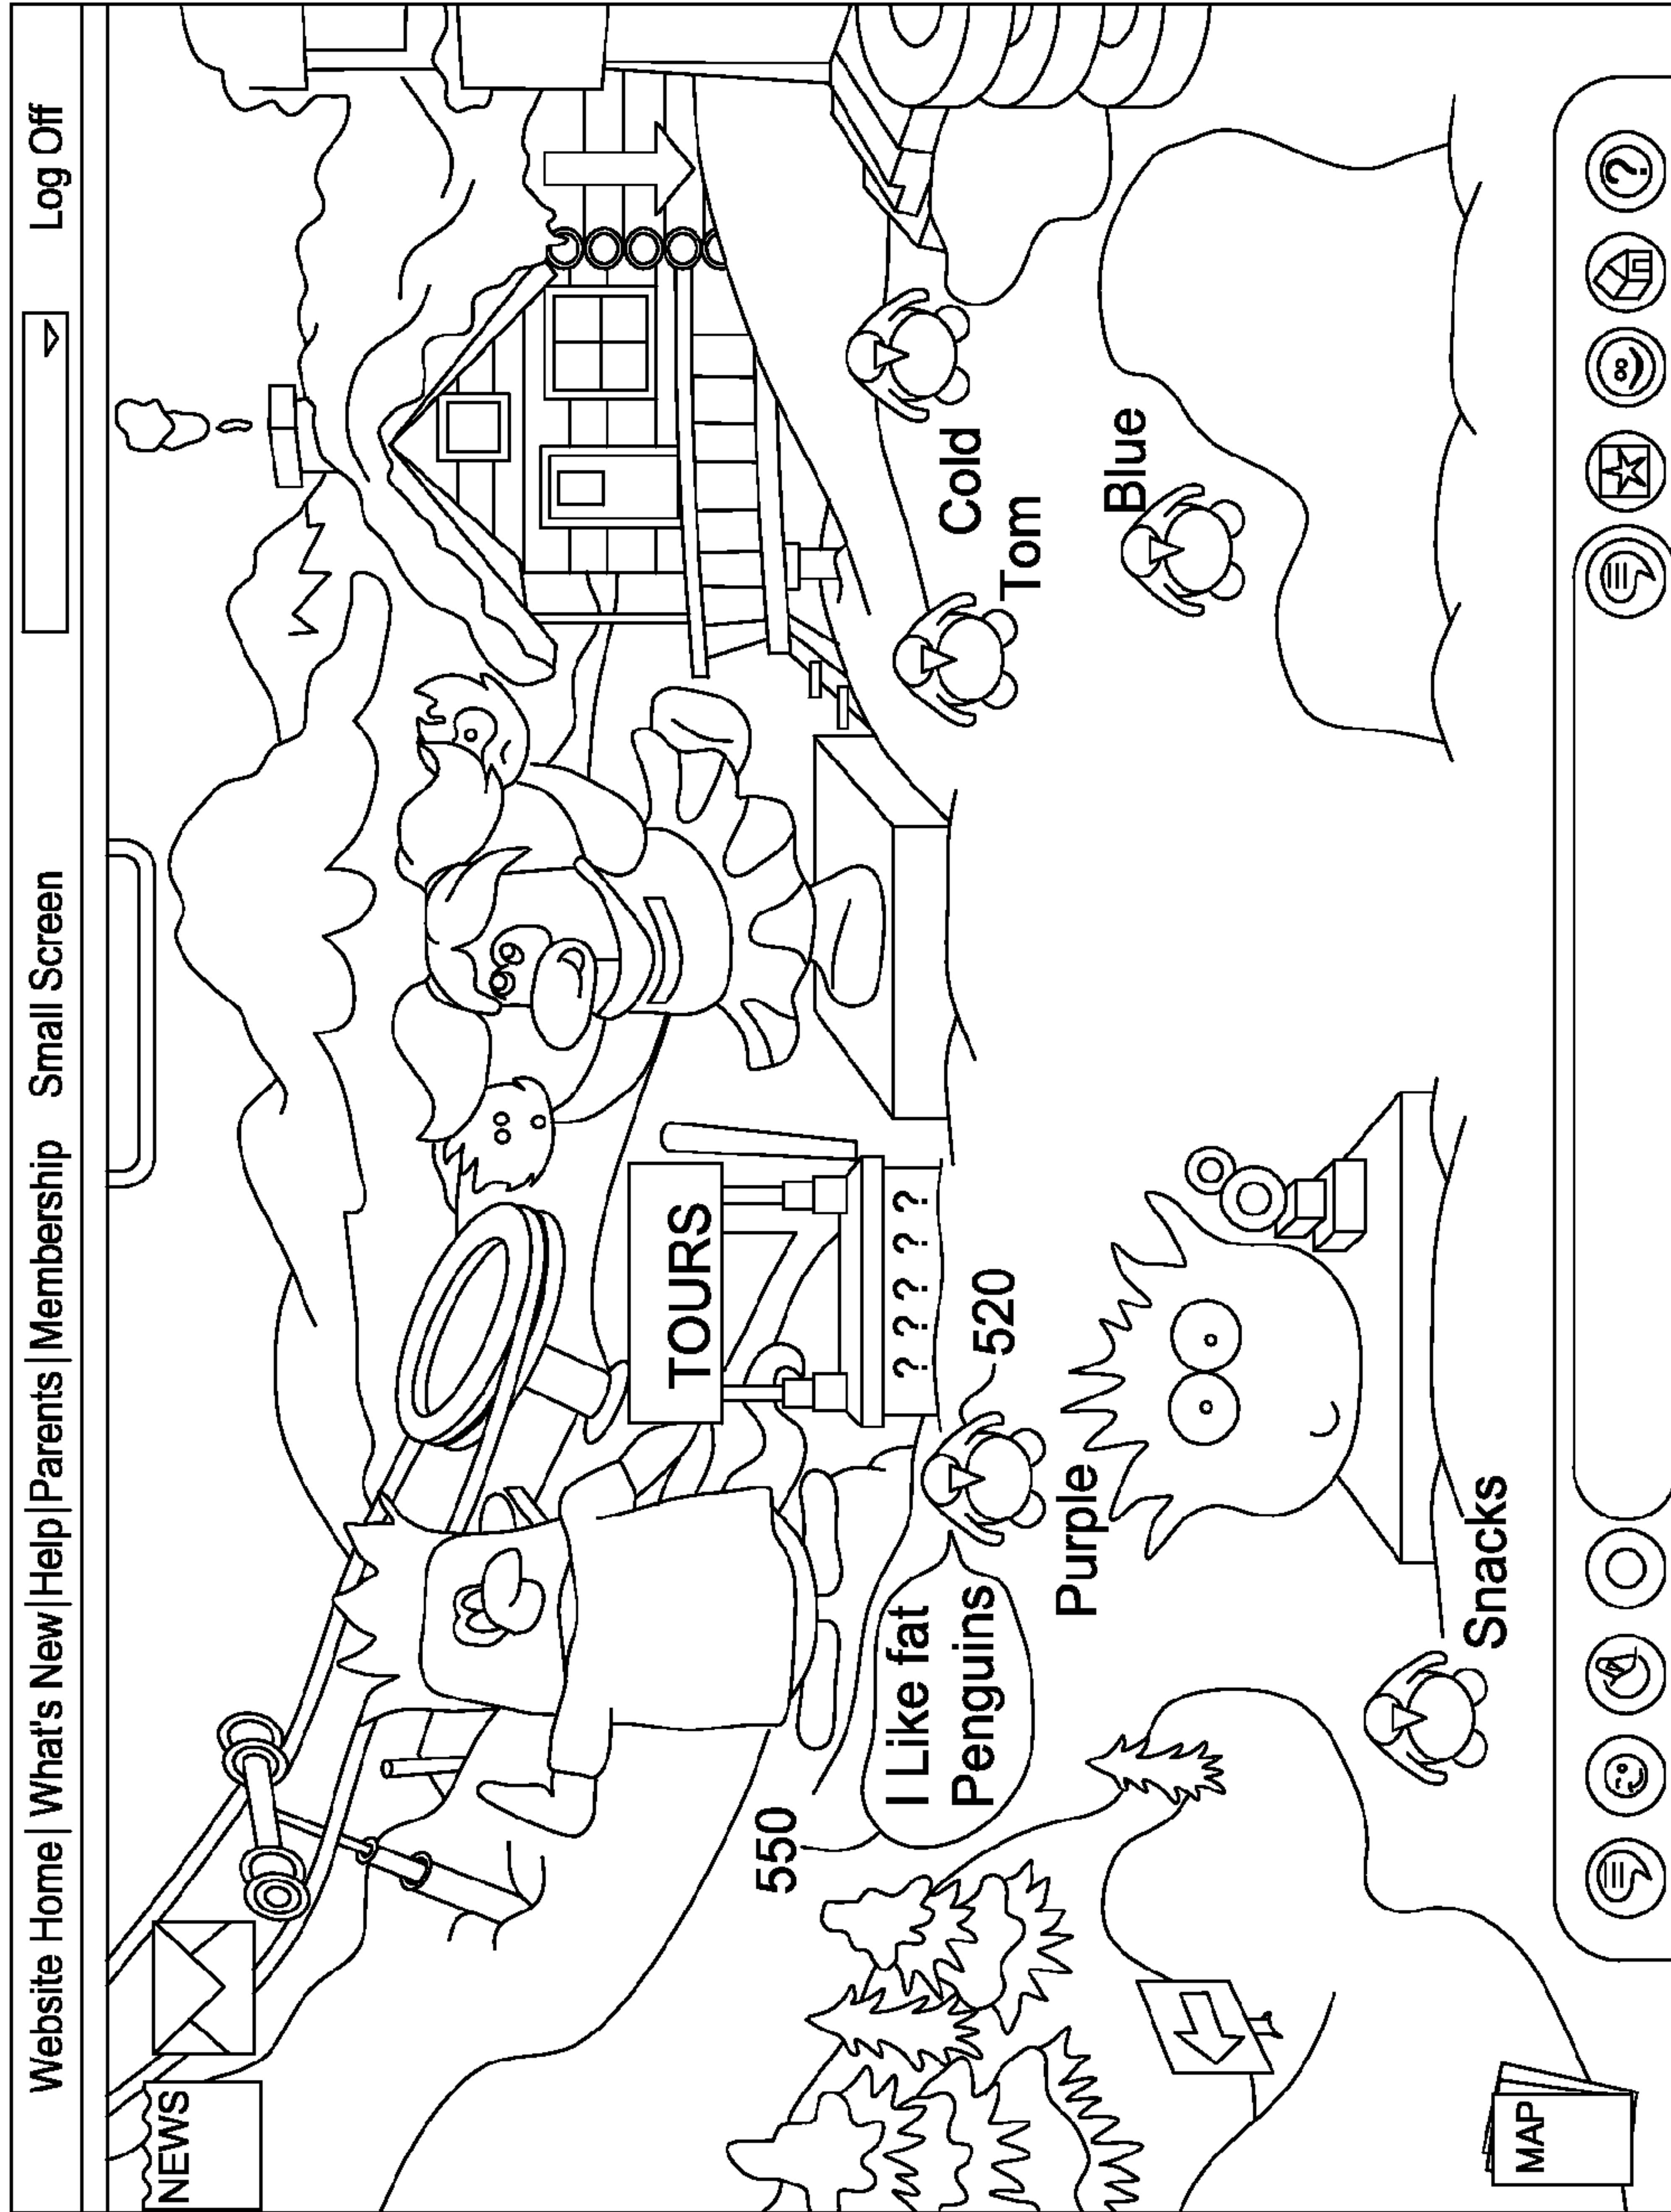 Website Home | What's New | Help | Parents | Membership Small Screen Log Off
NEWS
TOURS
? ? ? ? ?
550
I Like fat
Penguins
520
Cold
Tom
Purple
Blue
Snacks
MAP
?